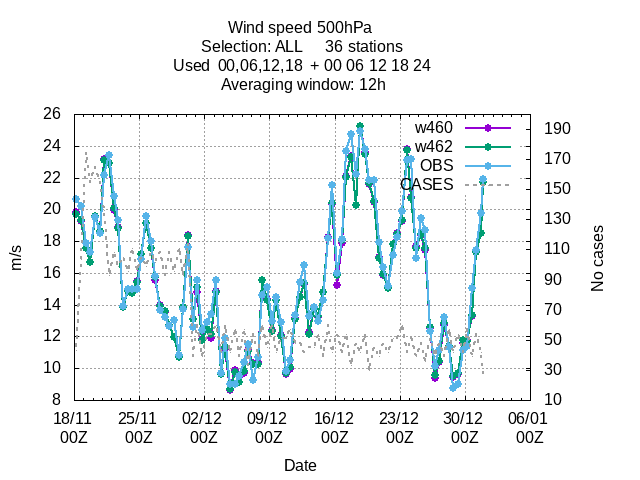 Wind speed 500hPa
Selection: ALL 36 stations
Used 00,06,12,18 + 00 06 12 18 24
Averaging window: 12h
w460
w462
OBS
CASES
26
24
22
20
18
16
14
12
10
8
m/s
190
170
150
130
110
90
70
50
30
10
No cases
18/11 25/11 02/12 09/12 16/12 23/12 30/12 06/01
00Z 00Z 00Z 00Z 00Z 00Z 00Z 00Z
Date